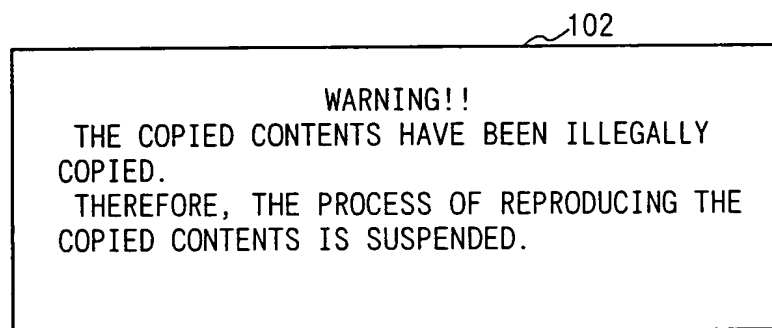 102
WARNING!!
THE COPIED CONTENTS HAVE BEEN ILLEGALLY
COPIED.
THEREFORE, THE PROCESS OF REPRODUCING THE
COPIED CONTENTS IS SUSPENDED.